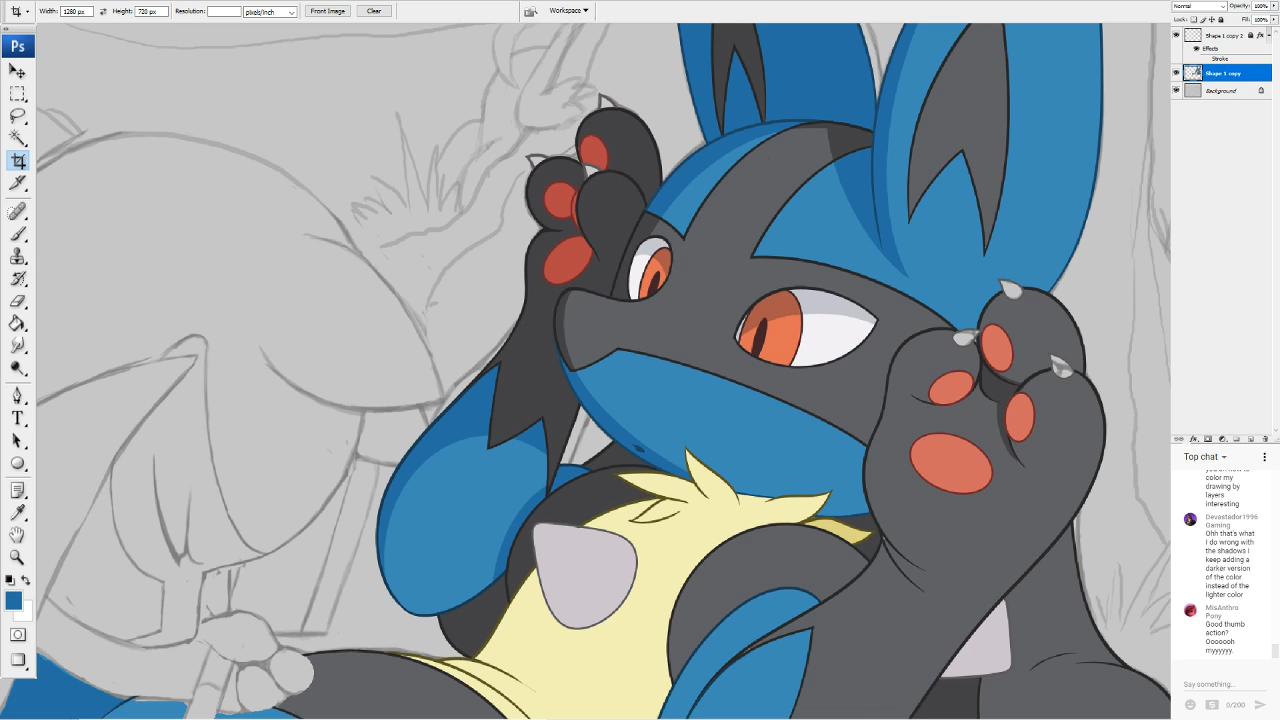 Width: 1280 px Height: 720 px Resolution: pixels/inch Front Image Clear Workspace
Normal Opacity: 100%
Lock: Fill: 100%
Ps
Shape 1 copy 2
Effects
Stroke
Shape 1 copy
Background
T
Top chat
color my
drawing by
layers
interesting
Devastador1996
Gaming
Ohh that's what
I do wrong with
the shadows I
keep adding a
darker version
of the color
instead of the
lighter color
MisAnthro
Pony
Good thumb
action?
Ooooooh
myyyyyy.
Say something...
0/200